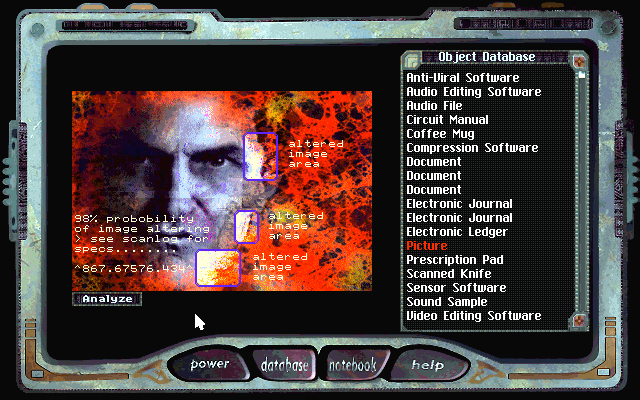 Object Database
Anti-Viral Software
Audio Editing Software
Audio File
Circuit Manual
Coffee Mug
Compression Software
Document
Document
Document
Electronic Journal
Electronic Journal
Electronic Ledger
Picture
Prescription Pad
Scanned Knife
Sensor Software
Sound Sample
Video Editing Software
altered
image
area
altered
image
area
altered
image
area
98% probobility
of image altering
> see scanlog for
specs........
^867.67576.434^
Analyze
power
database
notebook
help